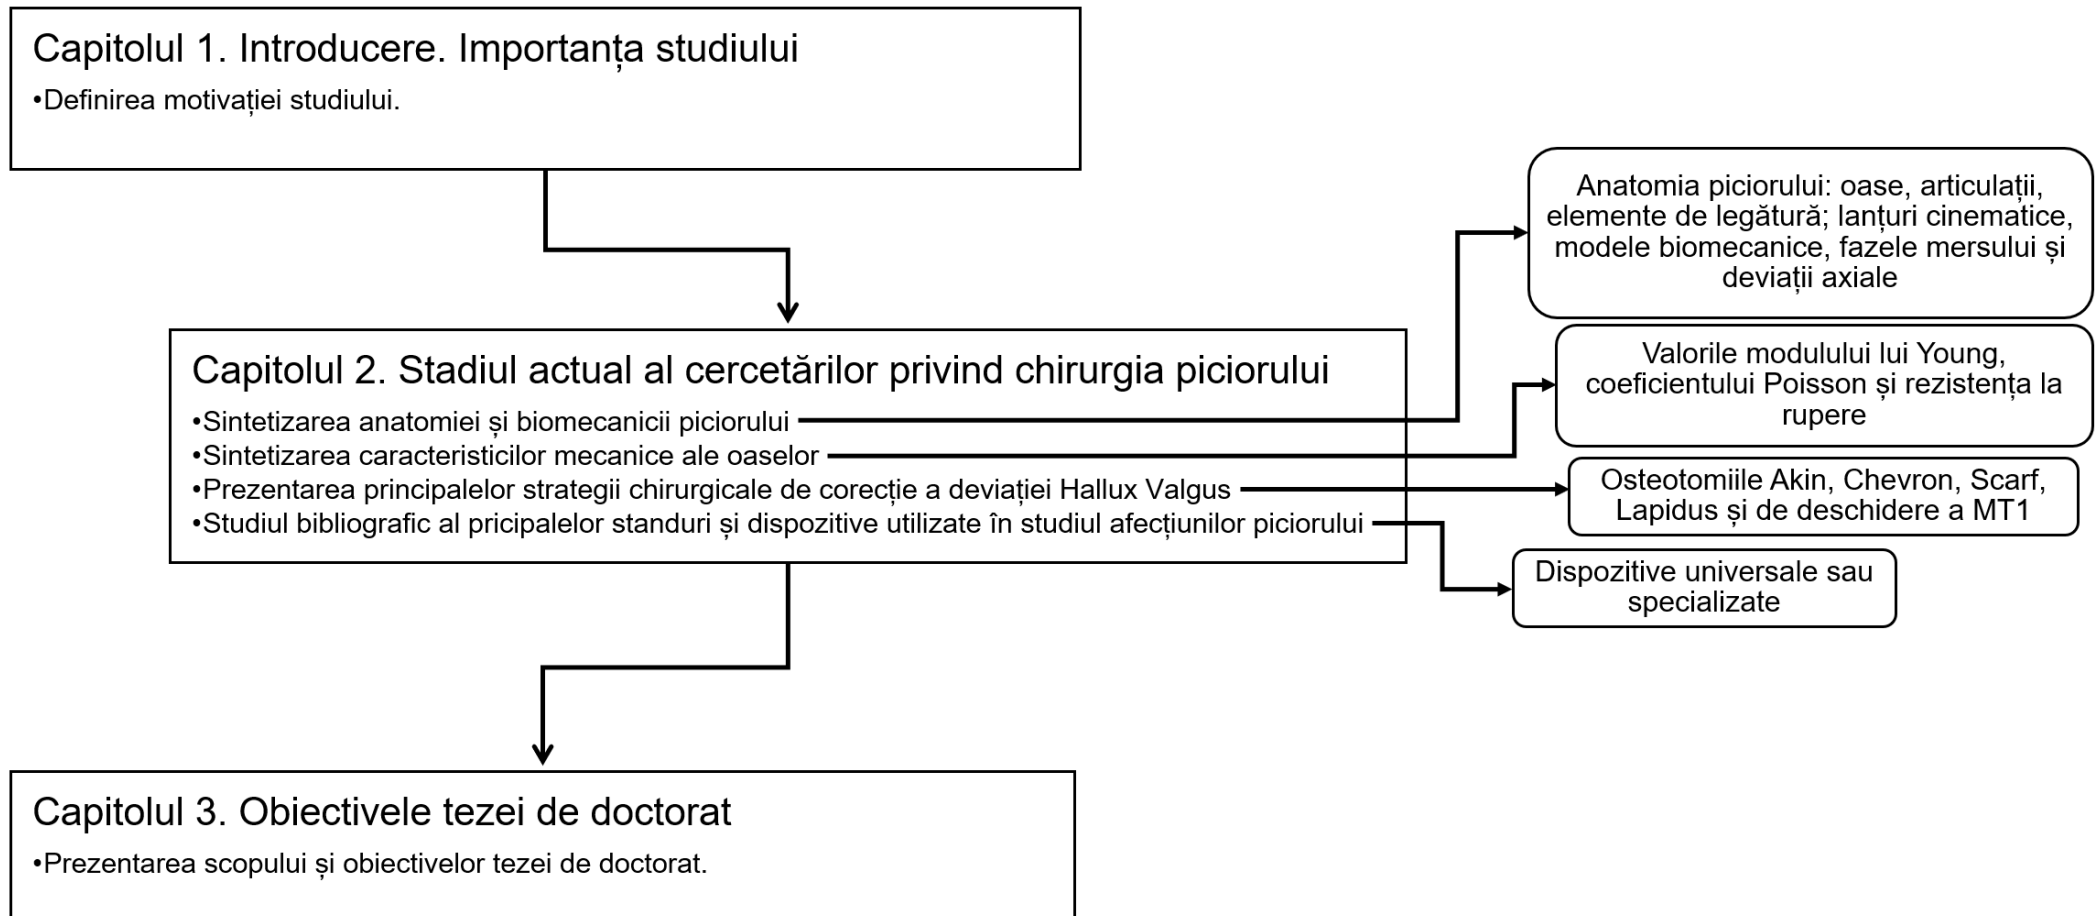 Capitolul 1. Introducere. Importanța studiului
•Definirea motivației studiului.
Capitolul 2. Stadiul actual al cercetărilor privind chirurgia piciorului
•Sintetizarea anatomiei și biomecanicii piciorului
•Sintetizarea caracteristicilor mecanice ale oaselor
•Prezentarea principalelor strategii chirurgicale de corecție a deviației Hallux Valgus
•Studiul bibliografic al pricipalelor standuri și dispozitive utilizate în studiul afecțiunilor piciorului
Anatomia piciorului: oase, articulații,
elemente de legătură; lanțuri cinematice,
modele biomecanice, fazele mersului și
deviații axiale
Valorile modulului lui Young,
coeficientului Poisson și rezistența la
rupere
Osteotomiile Akin, Chevron, Scarf,
Lapidus și de deschidere a MT1
Dispozitive universale sau
specializate
Capitolul 3. Obiectivele tezei de doctorat
•Prezentarea scopului și obiectivelor tezei de doctorat.